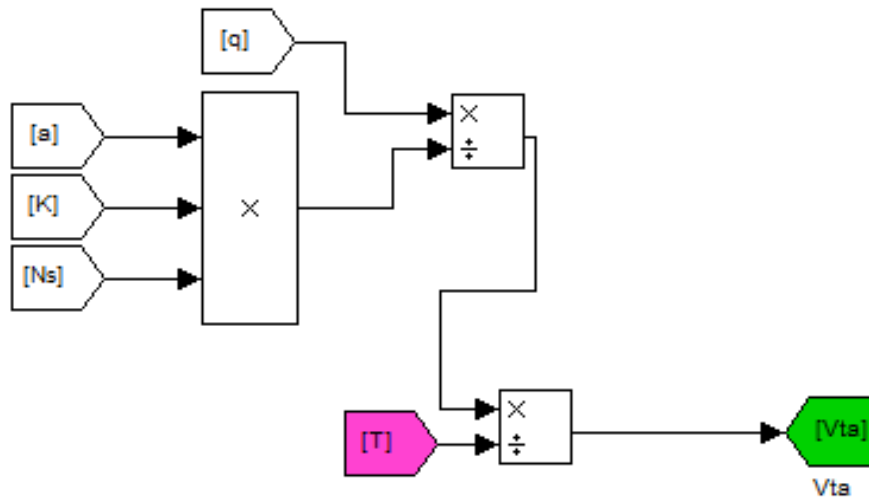 [q]
[a]
×
÷
[K]
×
[Ns]
×
÷
[T]
[Vta]
Vta